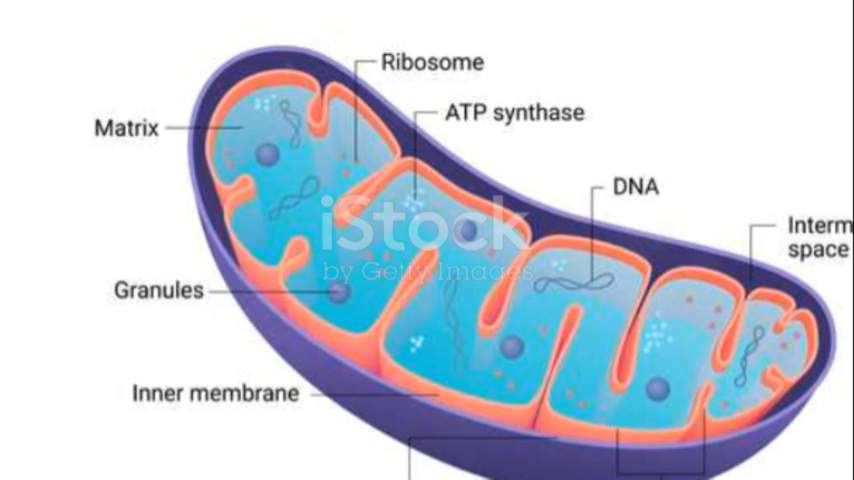 Ribosome
ATP synthase
Matrix
DNA
Interm
space
iStock
by Getty Images
Granules
Inner membrane